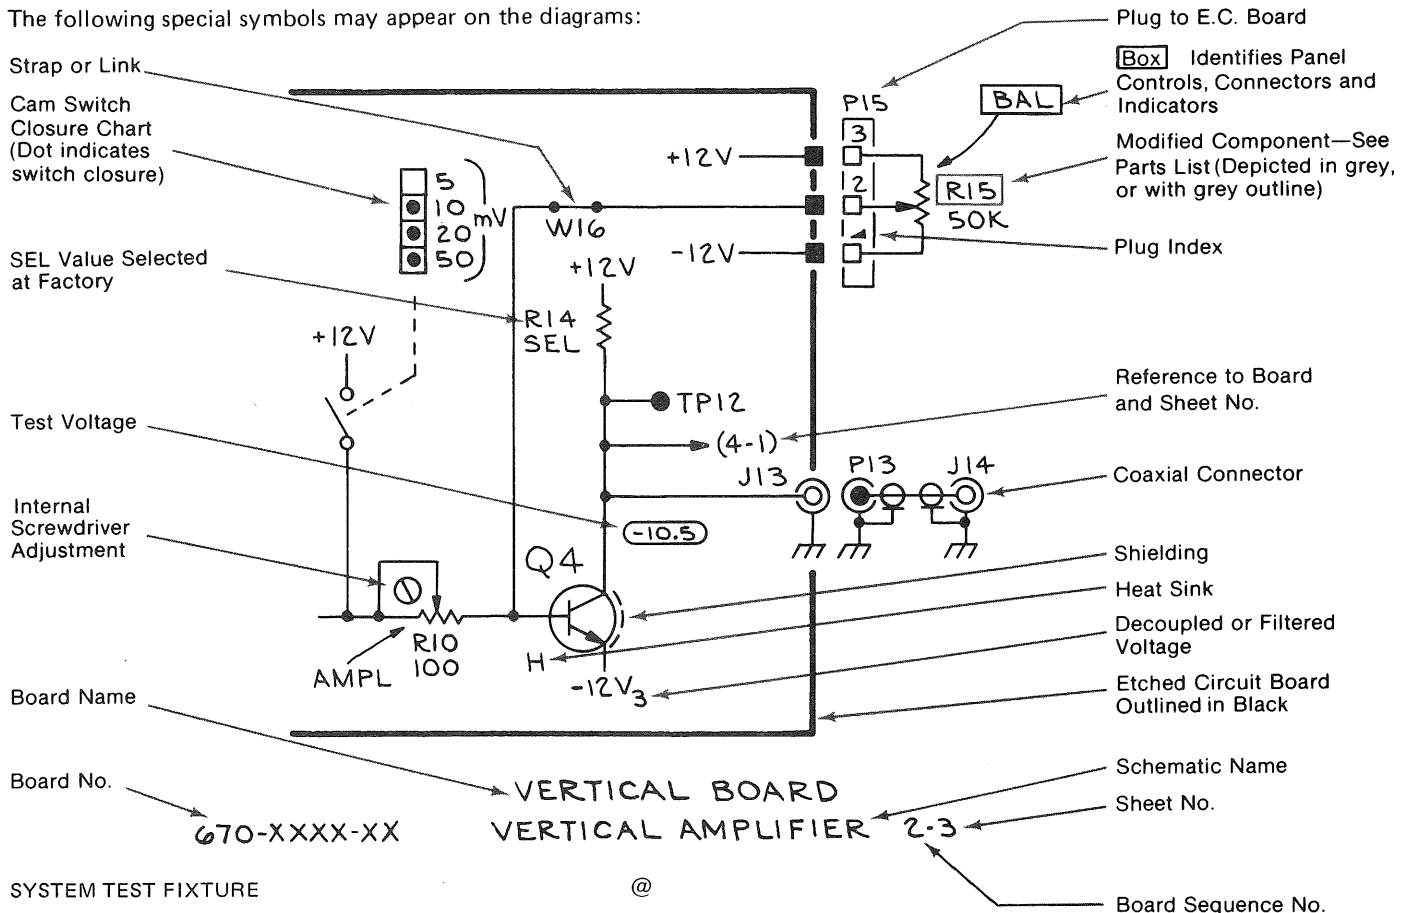 The following special symbols may appear on the diagrams:
Strap or Link
Cam Switch
Closure Chart
(Dot indicates
switch closure)
SEL Value Selected
at Factory
Test Voltage
Internal
Screwdriver
Adjustment
Board Name
Board No.
5
10
20
50
mV
+12V
W16
+12V
-12V
+12V
R14
SEL
TP12
(4-1)
J13
-10.5
Q4
H
-12V3
R10
100
AMPL
P15
3
2
BAL
R15
50K
P13
J14
Plug to E.C. Board
Box Identifies Panel
Controls, Connectors and
Indicators
Modified Component—See
Parts List (Depicted in grey,
or with grey outline)
Plug Index
Reference to Board
and Sheet No.
Coaxial Connector
Shielding
Heat Sink
Decoupled or Filtered
Voltage
Etched Circuit Board
Outlined in Black
Schematic Name
Sheet No.
Board Sequence No.
VERTICAL BOARD
670-XXXX-XX VERTICAL AMPLIFIER 2-3
SYSTEM TEST FIXTURE @